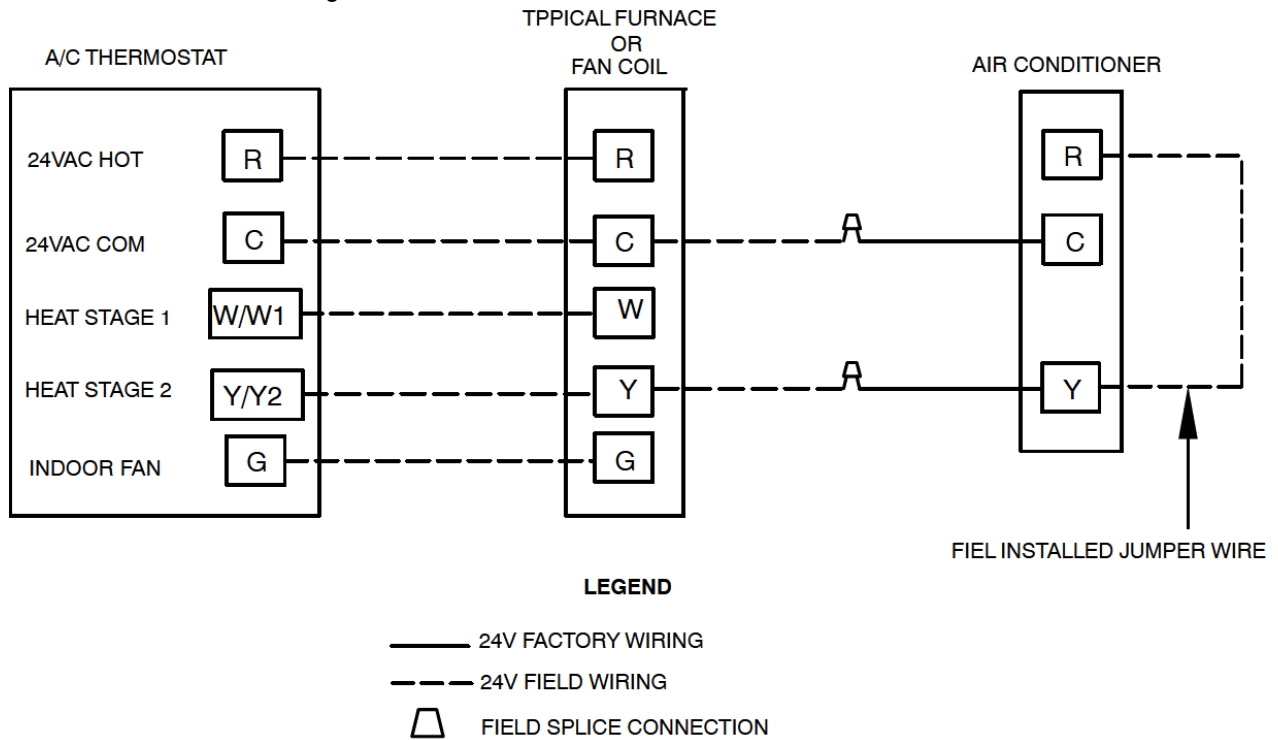 TPPICAL FURNACE
OR
FAN COIL
A/C THERMOSTAT
AIR CONDITIONER
24VAC HOT
R
R
R
24VAC COM
C
C
C
HEAT STAGE 1
W/W1
W
HEAT STAGE 2
Y/Y2
Y
Y
INDOOR FAN
G
G
FIEL INSTALLED JUMPER WIRE
LEGEND
24V FACTORY WIRING
24V FIELD WIRING
FIELD SPLICE CONNECTION